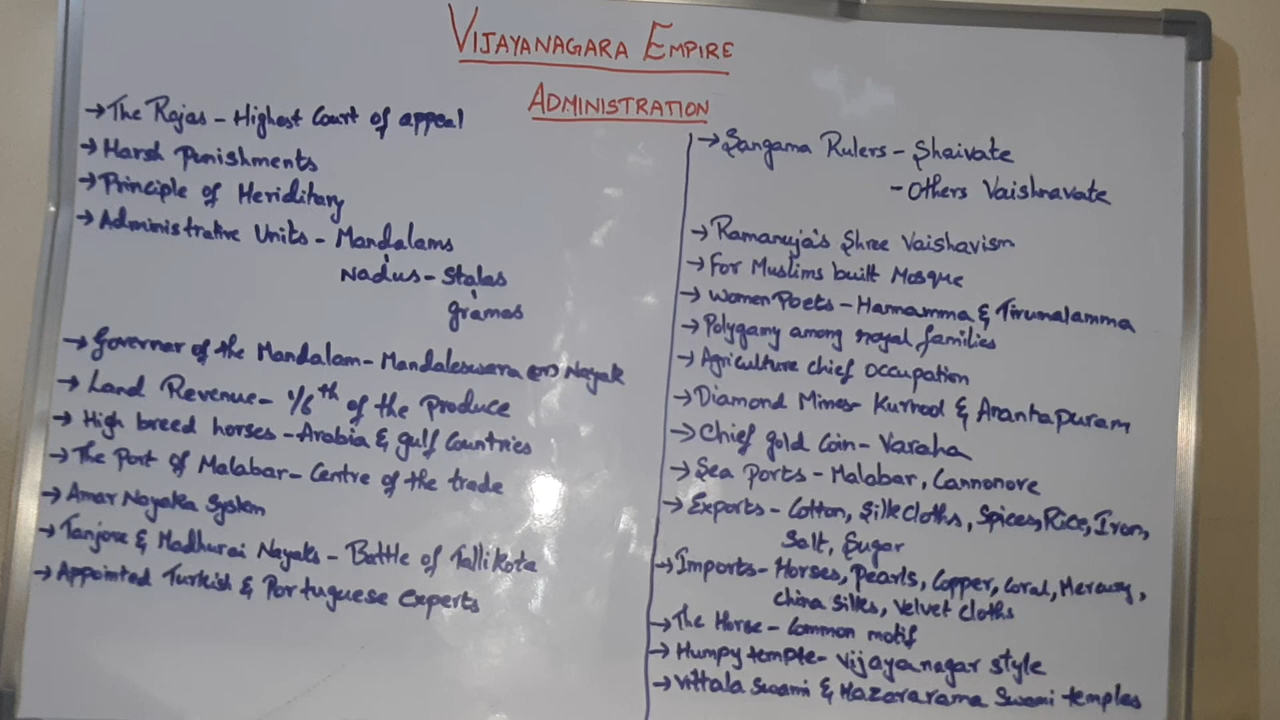 VIJAYANAGARA EMPIRE
ADMINISTRATION
→The Rajas - Highest Court of appeal
→Harsh Punishments
→Principle of Heriditary
→Administrative Units - Mandalams
Nadus - Stalas
gramas
→Governer of the Mandalam - Mandaleswara (or) Nayak
→Land Revenue - 1/6th of the Produce
→High breed horses - Arabia & gulf Countries
→The Port of Malabar - Centre of the trade
→Amar Nayaka System
→Tanjore & Madhurai Nayaks - Battle of Tallikota
→Appointed Turkish & Portuguese experts
→Sangama Rulers - Shaivate
- Others Vaishnavate
→Ramanuja's Shree Vaishavism
→For Muslims built Mosque
→Women Poets - Hannamma & Tirumalamma
→Polygamy among royal families
→Agriculture chief occupation
→Diamond Mines - Kurnool & Ananthapuram
→Chief gold Coin - Varaha
→Sea Ports - Malabar, Cannonore
→Exports - Cotton, Silk Cloths, Spices, Rice, Iron,
Salt, Sugar
→Imports - Horses, Pearls, Copper, Coral, Mercury,
China Silks, Velvet Cloths
→The Horse - Common motif
→Humpy temple - Vijayanagar style
→Vittala Swami & Hazararama Swami temples